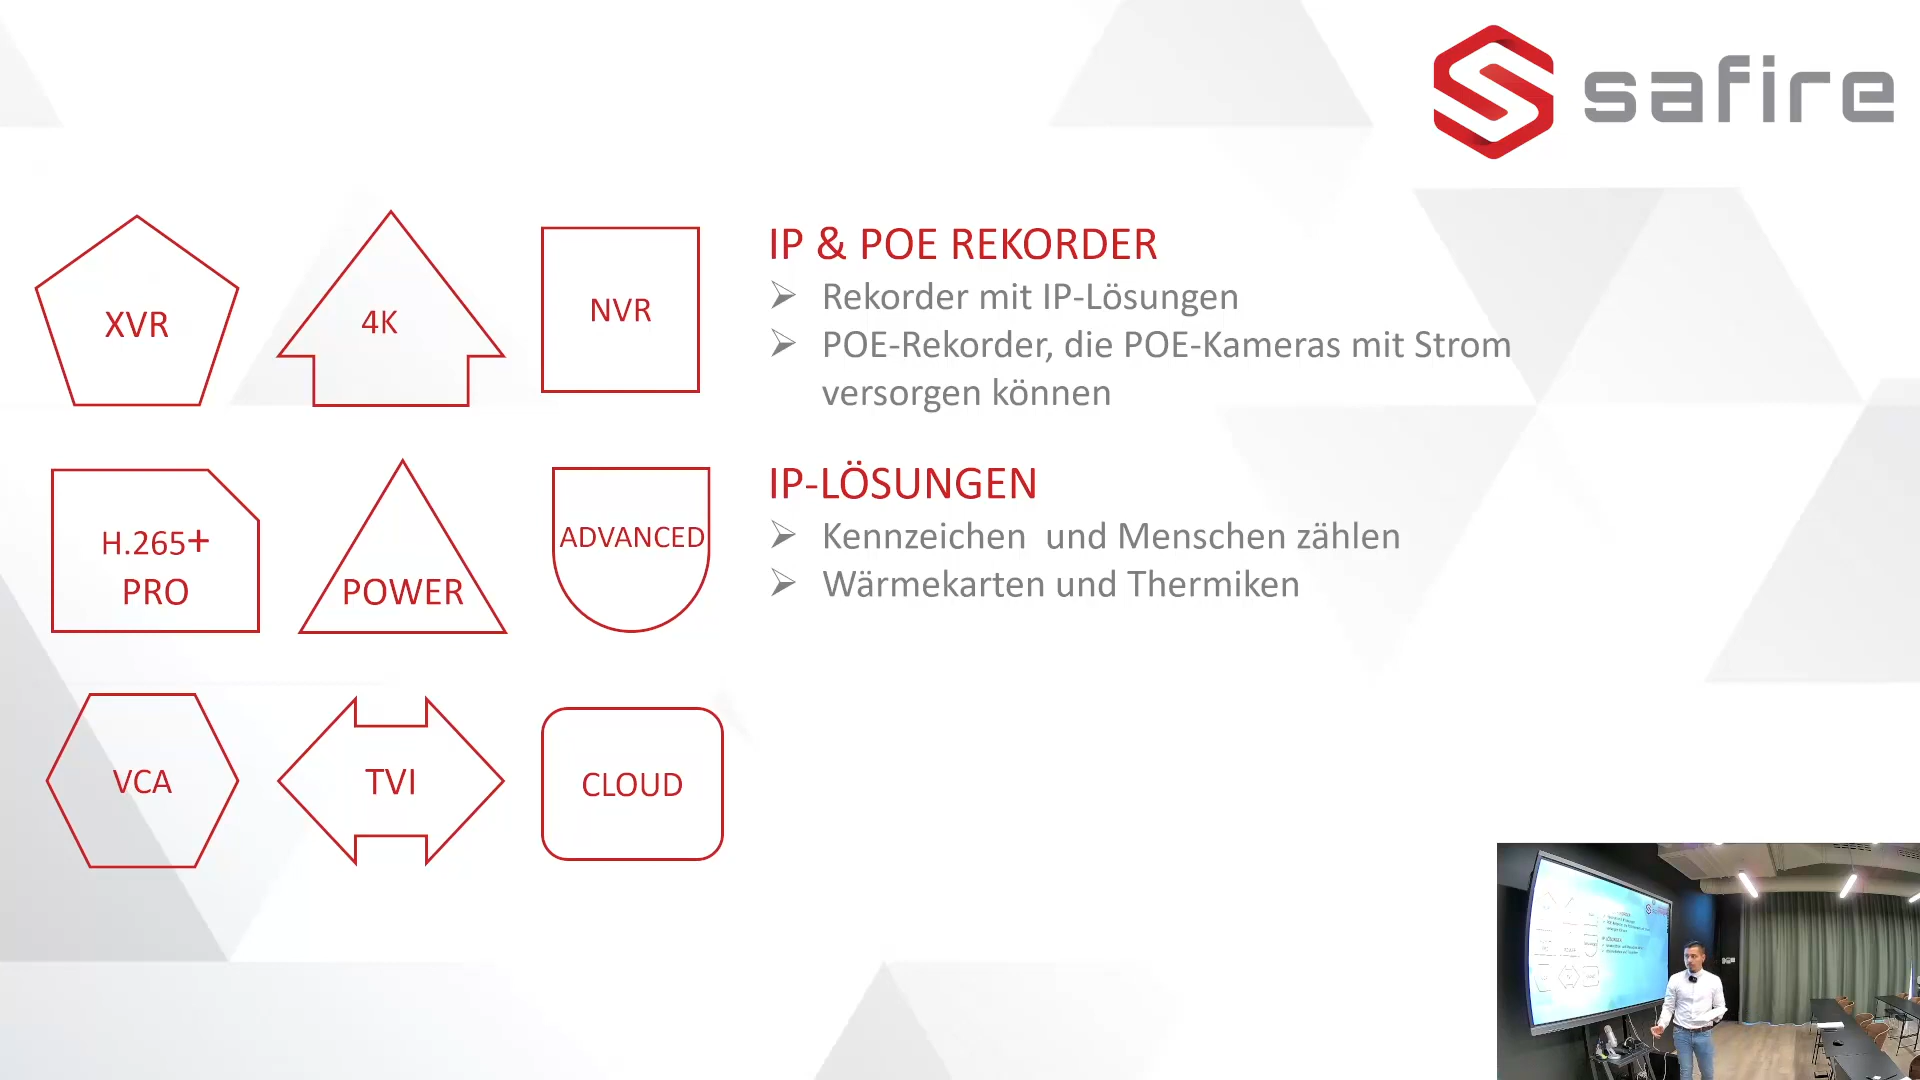 safire
XVR
4K
NVR
H.265+
PRO
POWER
ADVANCED
VCA
TVI
CLOUD
IP & POE REKORDER
Rekorder mit IP-Lösungen
POE-Rekorder, die POE-Kameras mit Strom
versorgen können
IP-LÖSUNGEN
Kennzeichen  und Menschen zählen
Wärmekarten und Thermiken